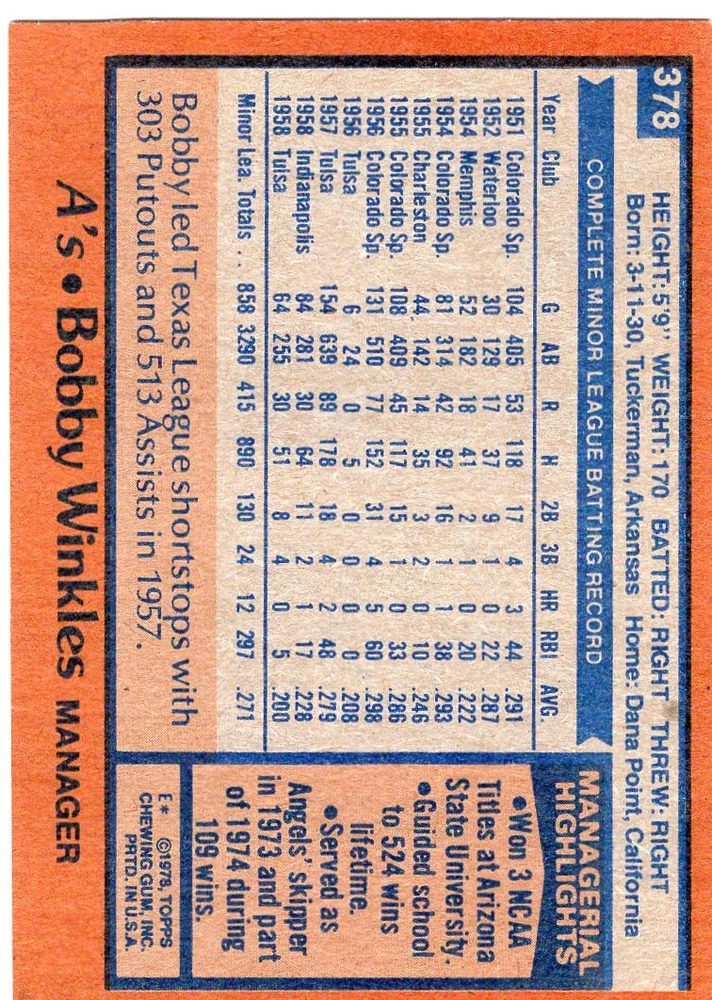 378
HEIGHT: 5'9" WEIGHT: 170 BATTED: RIGHT THREW: RIGHT
Born: 3-11-30, Tuckerman, Arkansas Home: Dana Point, California
COMPLETE MINOR LEAGUE BATTING RECORD
Year Club G AB R H 2B 3B HR RBI AVG.
1951 Colorado Sp. 104 405 53 118 17 4 3 44 .291
1952 Waterloo 30 129 17 37 9 1 0 22 .287
1954 Memphis 52 182 18 41 2 1 0 20 .222
1954 Colorado Sp. 81 314 42 92 16 1 1 38 .293
1955 Charleston 44 142 14 35 3 2 0 10 .246
1955 Colorado Sp. 108 409 45 117 15 1 0 33 .286
1956 Colorado Sp. 131 510 77 152 31 4 5 60 .298
1956 Tulsa 6 24 0 5 0 0 0 0 .208
1957 Tulsa 154 639 89 178 18 4 2 48 .279
1958 Indianapolis 84 281 30 64 11 2 1 17 .228
1958 Tulsa 64 255 30 51 8 4 0 5 .200
Minor Lea. Totals .. 858 3290 415 890 130 24 12 297 .271
Bobby led Texas League shortstops with
303 Putouts and 513 Assists in 1957.
MANAGERIAL
HIGHLIGHTS
•Won 3 NCAA
Titles at Arizona
State University.
•Guided school
to 524 wins
lifetime.
•Served as
Angels' skipper
in 1973 and part
of 1974 during
109 wins.
E* ©1978, TOPPS
CHEWING GUM, INC.
PRTD. IN U.S.A.
A's • Bobby Winkles MANAGER